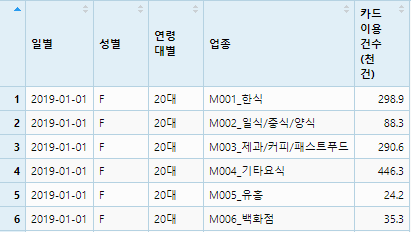 일별 성별 연령대별 업종 카드이용건수(천건)
1 2019-01-01 F 20대 M001_한식 298.9
2 2019-01-01 F 20대 M002_일식/중식/양식 88.3
3 2019-01-01 F 20대 M003_제과/커피/패스트푸드 290.6
4 2019-01-01 F 20대 M004_기타요식 446.3
5 2019-01-01 F 20대 M005_유흥 24.2
6 2019-01-01 F 20대 M006_백화점 35.3